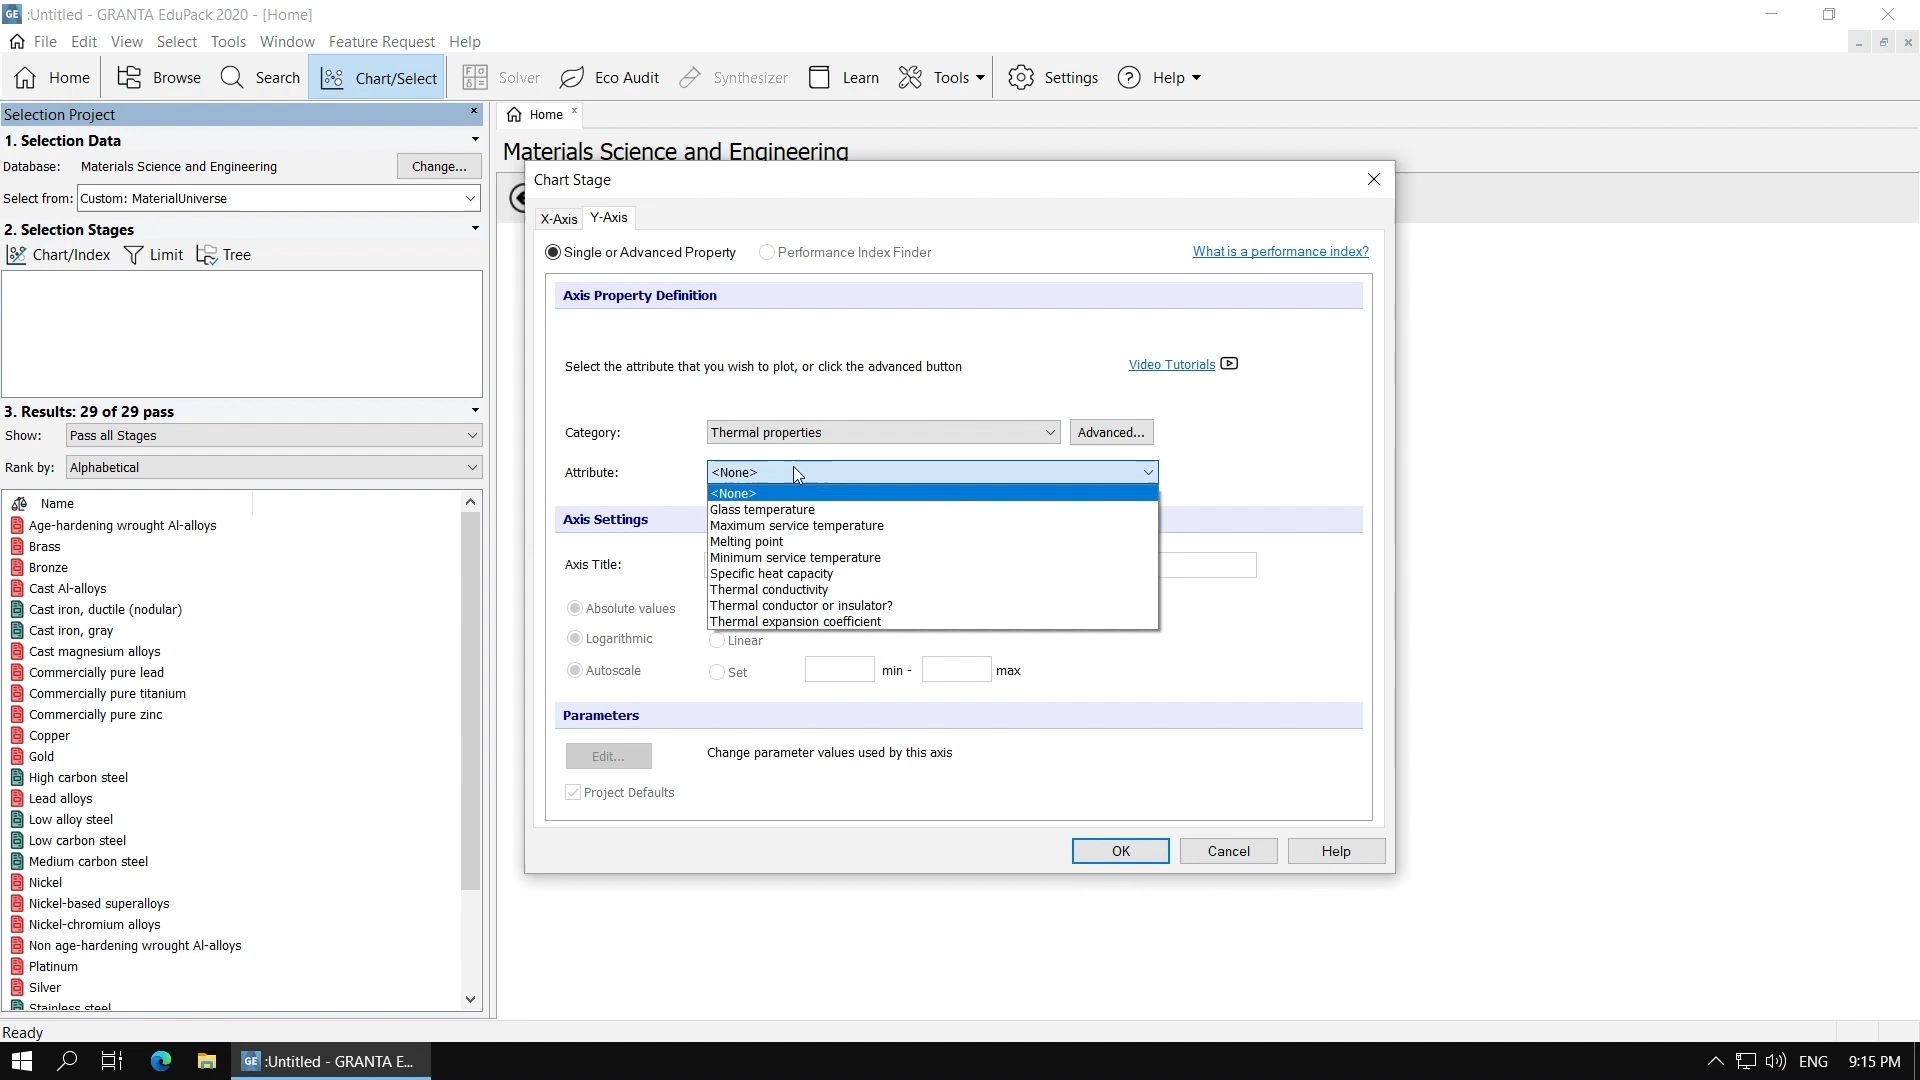 GE :Untitled - GRANTA EduPack 2020 - [Home]
File Edit View Select Tools Window Feature Request Help
Home Browse Search Chart/Select Solver Eco Audit Synthesizer Learn Tools Settings Help
Selection Project
Home
1. Selection Data
Database: Materials Science and Engineering Change...
Select from: Custom: MaterialUniverse
2. Selection Stages
Chart/Index Limit Tree
3. Results: 29 of 29 pass
Show: Pass all Stages
Rank by: Alphabetical
Name
Age-hardening wrought Al-alloys
Brass
Bronze
Cast Al-alloys
Cast iron, ductile (nodular)
Cast iron, gray
Cast magnesium alloys
Commercially pure lead
Commercially pure titanium
Commercially pure zinc
Copper
Gold
High carbon steel
Lead alloys
Low alloy steel
Low carbon steel
Medium carbon steel
Nickel
Nickel-based superalloys
Nickel-chromium alloys
Non age-hardening wrought Al-alloys
Platinum
Silver
Stainless steel
Materials Science and Engineering
Chart Stage
X-Axis Y-Axis
Single or Advanced Property Performance Index Finder What is a performance index?
Axis Property Definition
Select the attribute that you wish to plot, or click the advanced button Video Tutorials
Category: Thermal properties Advanced...
Attribute: <None>
<None>
Glass temperature
Maximum service temperature
Melting point
Minimum service temperature
Specific heat capacity
Thermal conductivity
Thermal conductor or insulator?
Thermal expansion coefficient
Axis Settings
Axis Title:
Absolute values
Logarithmic Linear
Autoscale Set min - max
Parameters
Edit... Change parameter values used by this axis
Project Defaults
OK Cancel Help
Ready
GE :Untitled - GRANTA E... ENG 9:15 PM